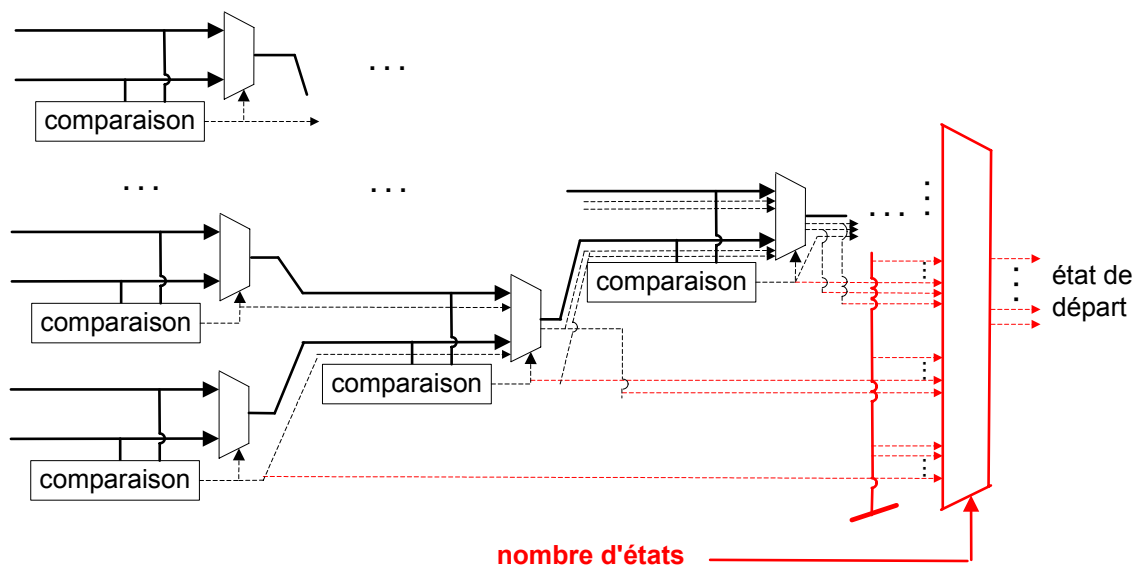 . . .
comparaison
. . .
. . .
. . .
comparaison
comparaison
comparaison
comparaison
état de
départ
nombre d'états